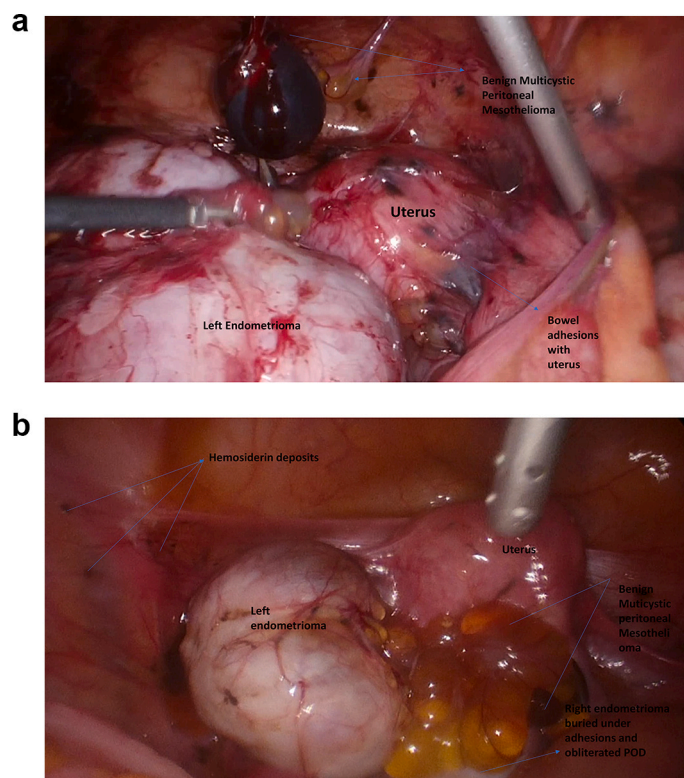 a
Benign Multicystic
Peritoneal
Mesothelioma
Uterus
Left Endometrioma
Bowel
adhesions
with
uterus
b
Hemosiderin deposits
Uterus
Left
endometrioma
Benign
Muticystic
peritoneal
Mesotheli
oma
Right endometrioma
buried under
adhesions and
obliterated POD